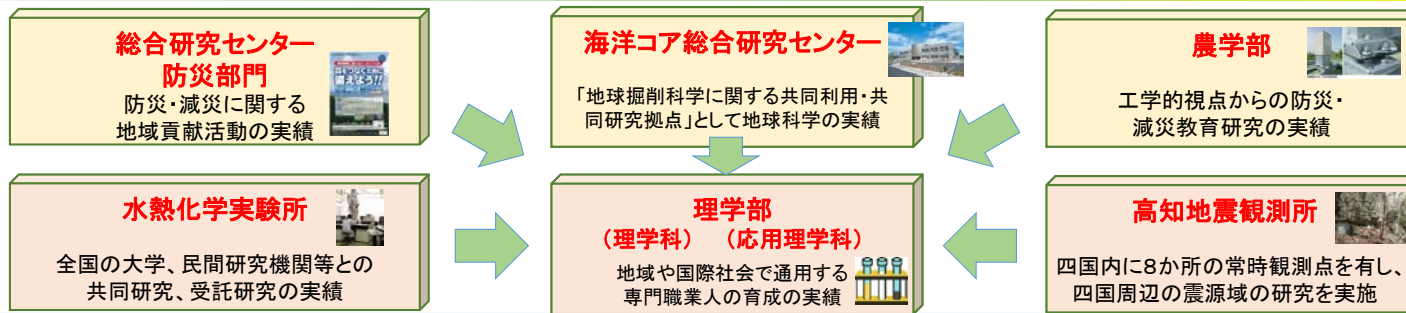 総合研究センター
防災部門
防災・減災に関する
地域貢献活動の実績
海洋コア総合研究センター
「地球掘削科学に関する共同利用・共
同研究拠点」として地球科学の実績
農学部
工学的視点からの防災・
減災教育研究の実績
水熱化学実験所
全国の大学、民間研究機関等との
共同研究、受託研究の実績
理学部
（理学科）　（応用理学科）
地域や国際社会で通用する
専門職業人の育成の実績
高知地震観測所
四国内に８か所の常時観測点を有し、
四国周辺の震源域の研究を実施